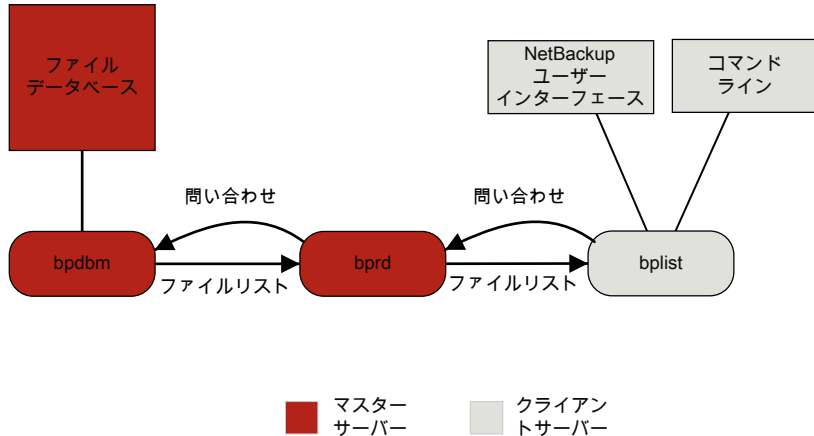 ファイル
データベース
NetBackup
ユーザー
インターフェース
コマンド
ライン
問い合わせ
問い合わせ
bpdbm
bprd
bplist
ファイルリスト
ファイルリスト
マスター
サーバー
クライアン
トサーバー